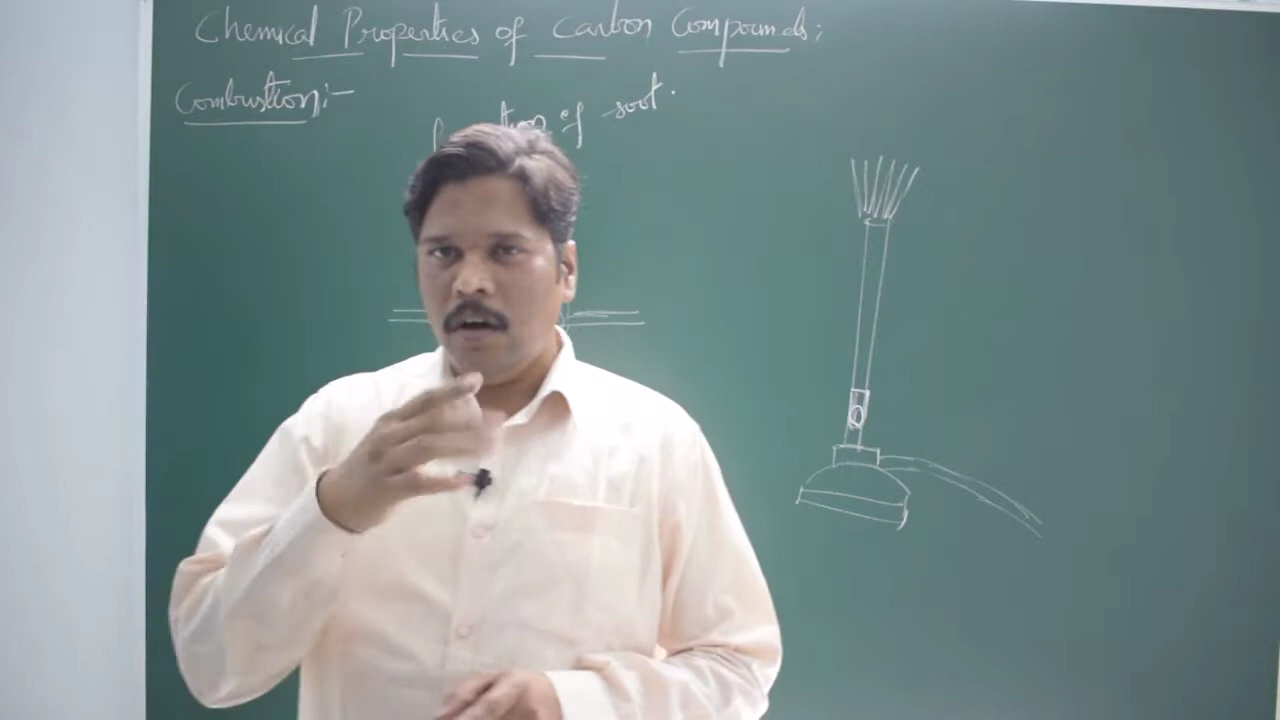 Chemical Properties of Carbon Compounds:
Combustion:-
of soot.